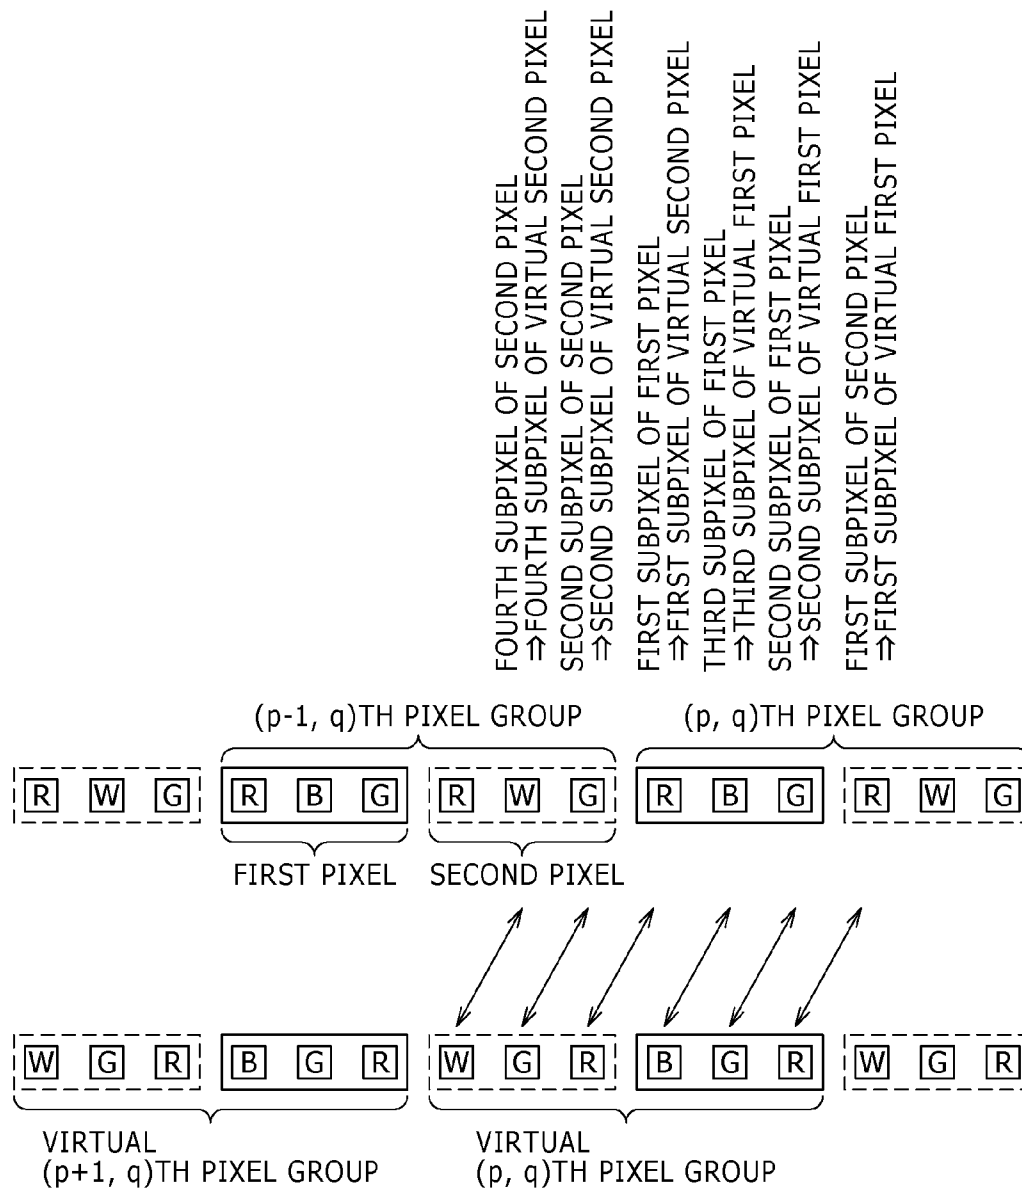 FOURTH SUBPIXEL OF SECOND PIXEL
⇒FOURTH SUBPIXEL OF VIRTUAL SECOND PIXEL
SECOND SUBPIXEL OF SECOND PIXEL
⇒SECOND SUBPIXEL OF VIRTUAL SECOND PIXEL
FIRST SUBPIXEL OF FIRST PIXEL
⇒FIRST SUBPIXEL OF VIRTUAL SECOND PIXEL
THIRD SUBPIXEL OF FIRST PIXEL
⇒THIRD SUBPIXEL OF VIRTUAL FIRST PIXEL
SECOND SUBPIXEL OF FIRST PIXEL
⇒SECOND SUBPIXEL OF VIRTUAL FIRST PIXEL
FIRST SUBPIXEL OF SECOND PIXEL
⇒FIRST SUBPIXEL OF VIRTUAL FIRST PIXEL
(p-1, q)TH PIXEL GROUP (p, q)TH PIXEL GROUP
R W G R B G R W G R B G R W G
FIRST PIXEL SECOND PIXEL
W G R B G R W G R B G R W G R
VIRTUAL
(p+1, q)TH PIXEL GROUP
VIRTUAL
(p, q)TH PIXEL GROUP